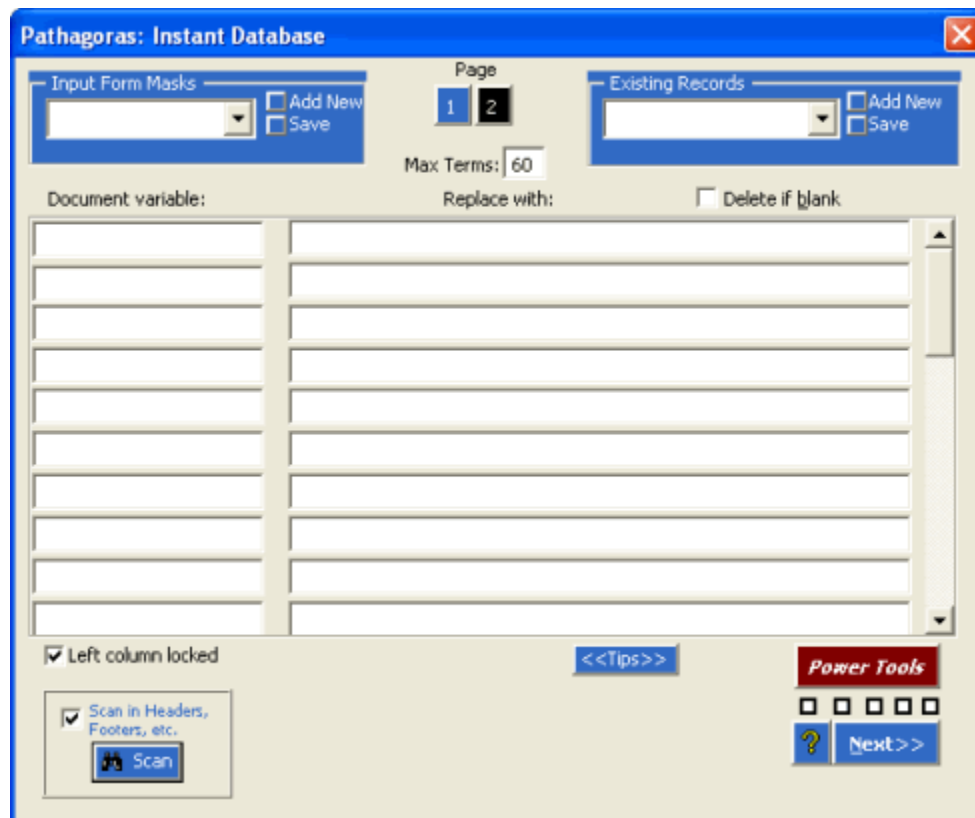 Pathagoras: Instant Database
Input Form Masks
Add New
Save
Page
1 2
Max Terms: 60
Existing Records
Add New
Save
Document variable:
Replace with:
Delete if blank
Left column locked
<<Tips>>
Power Tools
Scan in Headers,
Footers, etc.
Scan
?
Next>>